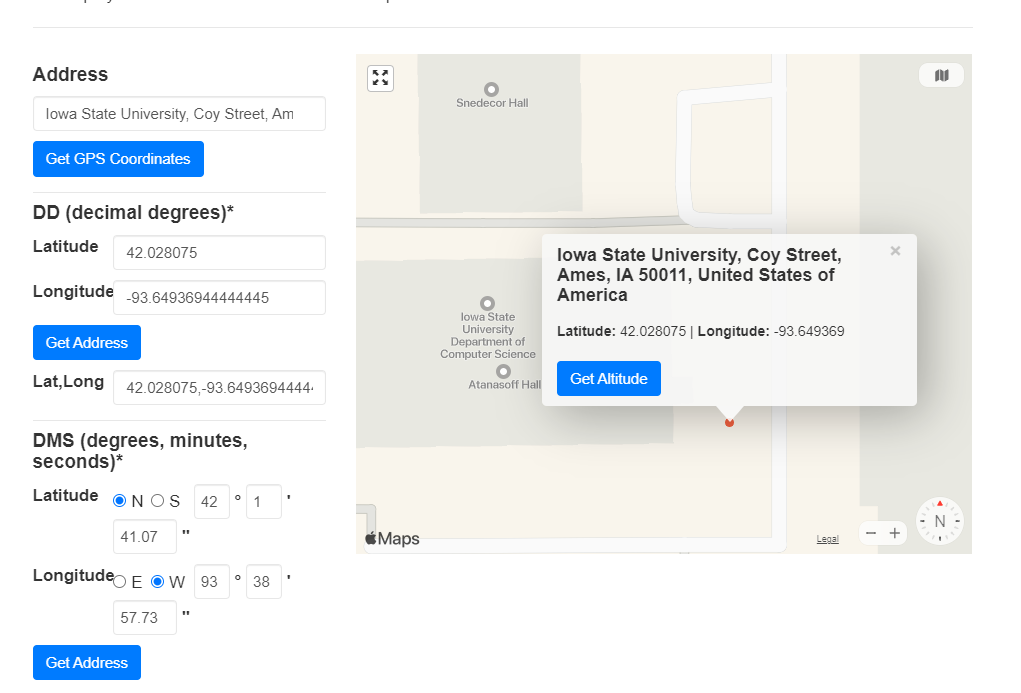 Address
Iowa State University, Coy Street, Am
Get GPS Coordinates
DD (decimal degrees)*
Latitude 42.028075
Longitude -93.64936944444445
Get Address
Lat,Long 42.028075,-93.6493694444
DMS (degrees, minutes,
seconds)*
Latitude N S 42 ° 1 '
41.07 "
Longitude E W 93 ° 38 '
57.73 "
Get Address
Snedecor Hall
Iowa State University, Coy Street,
Ames, IA 50011, United States of
America
×
Latitude: 42.028075 | Longitude: -93.649369
Get Altitude
Iowa State
University
Department of
Computer Science
Atanasoff Hall
Maps
Legal
− +
N